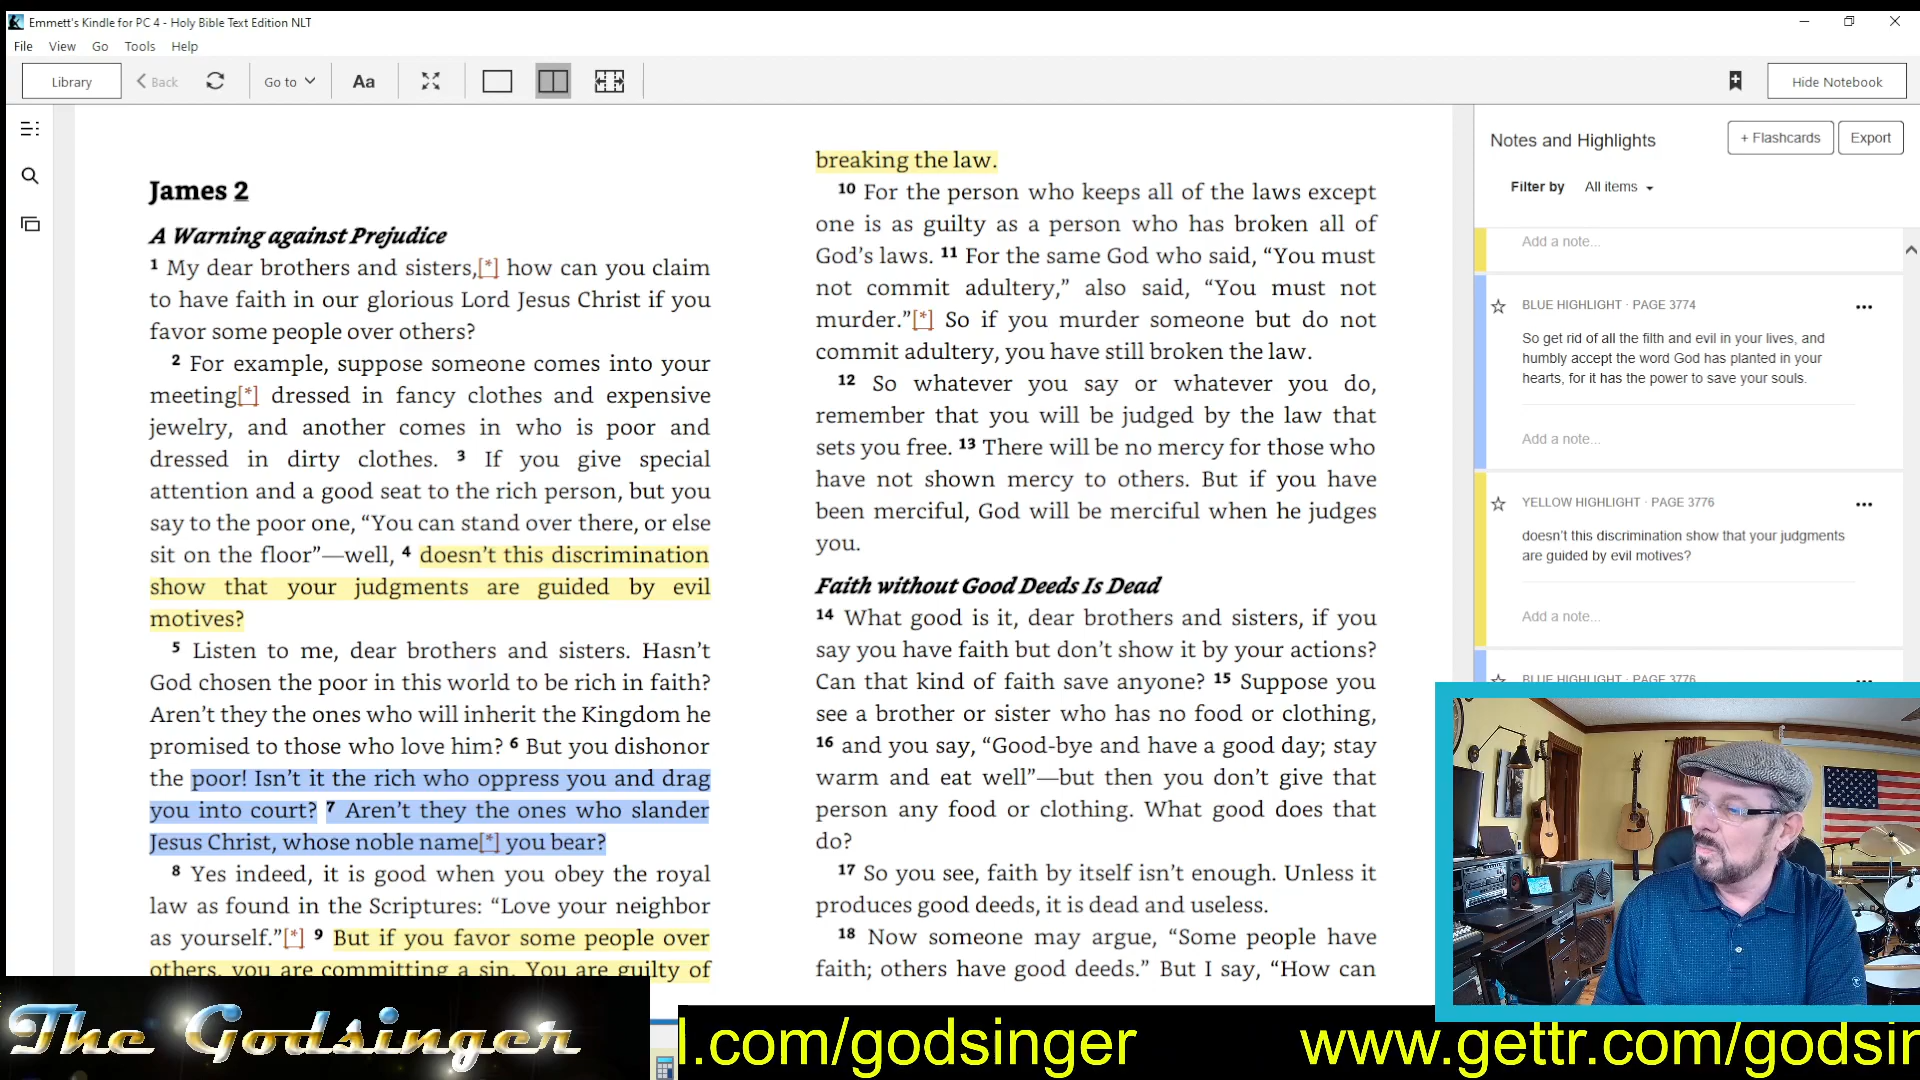 Emmett's Kindle for PC 4 - Holy Bible Text Edition NLT
File View Go Tools Help
Library Back Go to Aa Hide Notebook
James 2
A Warning against Prejudice
1 My dear brothers and sisters,[*] how can you claim
to have faith in our glorious Lord Jesus Christ if you
favor some people over others?
2 For example, suppose someone comes into your
meeting[*] dressed in fancy clothes and expensive
jewelry, and another comes in who is poor and
dressed in dirty clothes. 3 If you give special
attention and a good seat to the rich person, but you
say to the poor one, “You can stand over there, or else
sit on the floor”—well, 4 doesn’t this discrimination
show that your judgments are guided by evil
motives?
5 Listen to me, dear brothers and sisters. Hasn’t
God chosen the poor in this world to be rich in faith?
Aren’t they the ones who will inherit the Kingdom he
promised to those who love him? 6 But you dishonor
the poor! Isn’t it the rich who oppress you and drag
you into court? 7 Aren’t they the ones who slander
Jesus Christ, whose noble name[*] you bear?
8 Yes indeed, it is good when you obey the royal
law as found in the Scriptures: “Love your neighbor
as yourself.”[*] 9 But if you favor some people over
others, you are committing a sin. You are guilty of
breaking the law.
10 For the person who keeps all of the laws except
one is as guilty as a person who has broken all of
God’s laws. 11 For the same God who said, “You must
not commit adultery,” also said, “You must not
murder.”[*] So if you murder someone but do not
commit adultery, you have still broken the law.
12 So whatever you say or whatever you do,
remember that you will be judged by the law that
sets you free. 13 There will be no mercy for those who
have not shown mercy to others. But if you have
been merciful, God will be merciful when he judges
you.
Faith without Good Deeds Is Dead
14 What good is it, dear brothers and sisters, if you
say you have faith but don’t show it by your actions?
Can that kind of faith save anyone? 15 Suppose you
see a brother or sister who has no food or clothing,
16 and you say, “Good-bye and have a good day; stay
warm and eat well”—but then you don’t give that
person any food or clothing. What good does that
do?
17 So you see, faith by itself isn’t enough. Unless it
produces good deeds, it is dead and useless.
18 Now someone may argue, “Some people have
faith; others have good deeds.” But I say, “How can
Notes and Highlights + Flashcards Export
Filter by All items
Add a note...
BLUE HIGHLIGHT · PAGE 3774
So get rid of all the filth and evil in your lives, and
humbly accept the word God has planted in your
hearts, for it has the power to save your souls.
Add a note...
YELLOW HIGHLIGHT · PAGE 3776
doesn’t this discrimination show that your judgments
are guided by evil motives?
Add a note...
BLUE HIGHLIGHT · PAGE 3776
The Godsinger
l.com/godsinger www.gettr.com/godsin